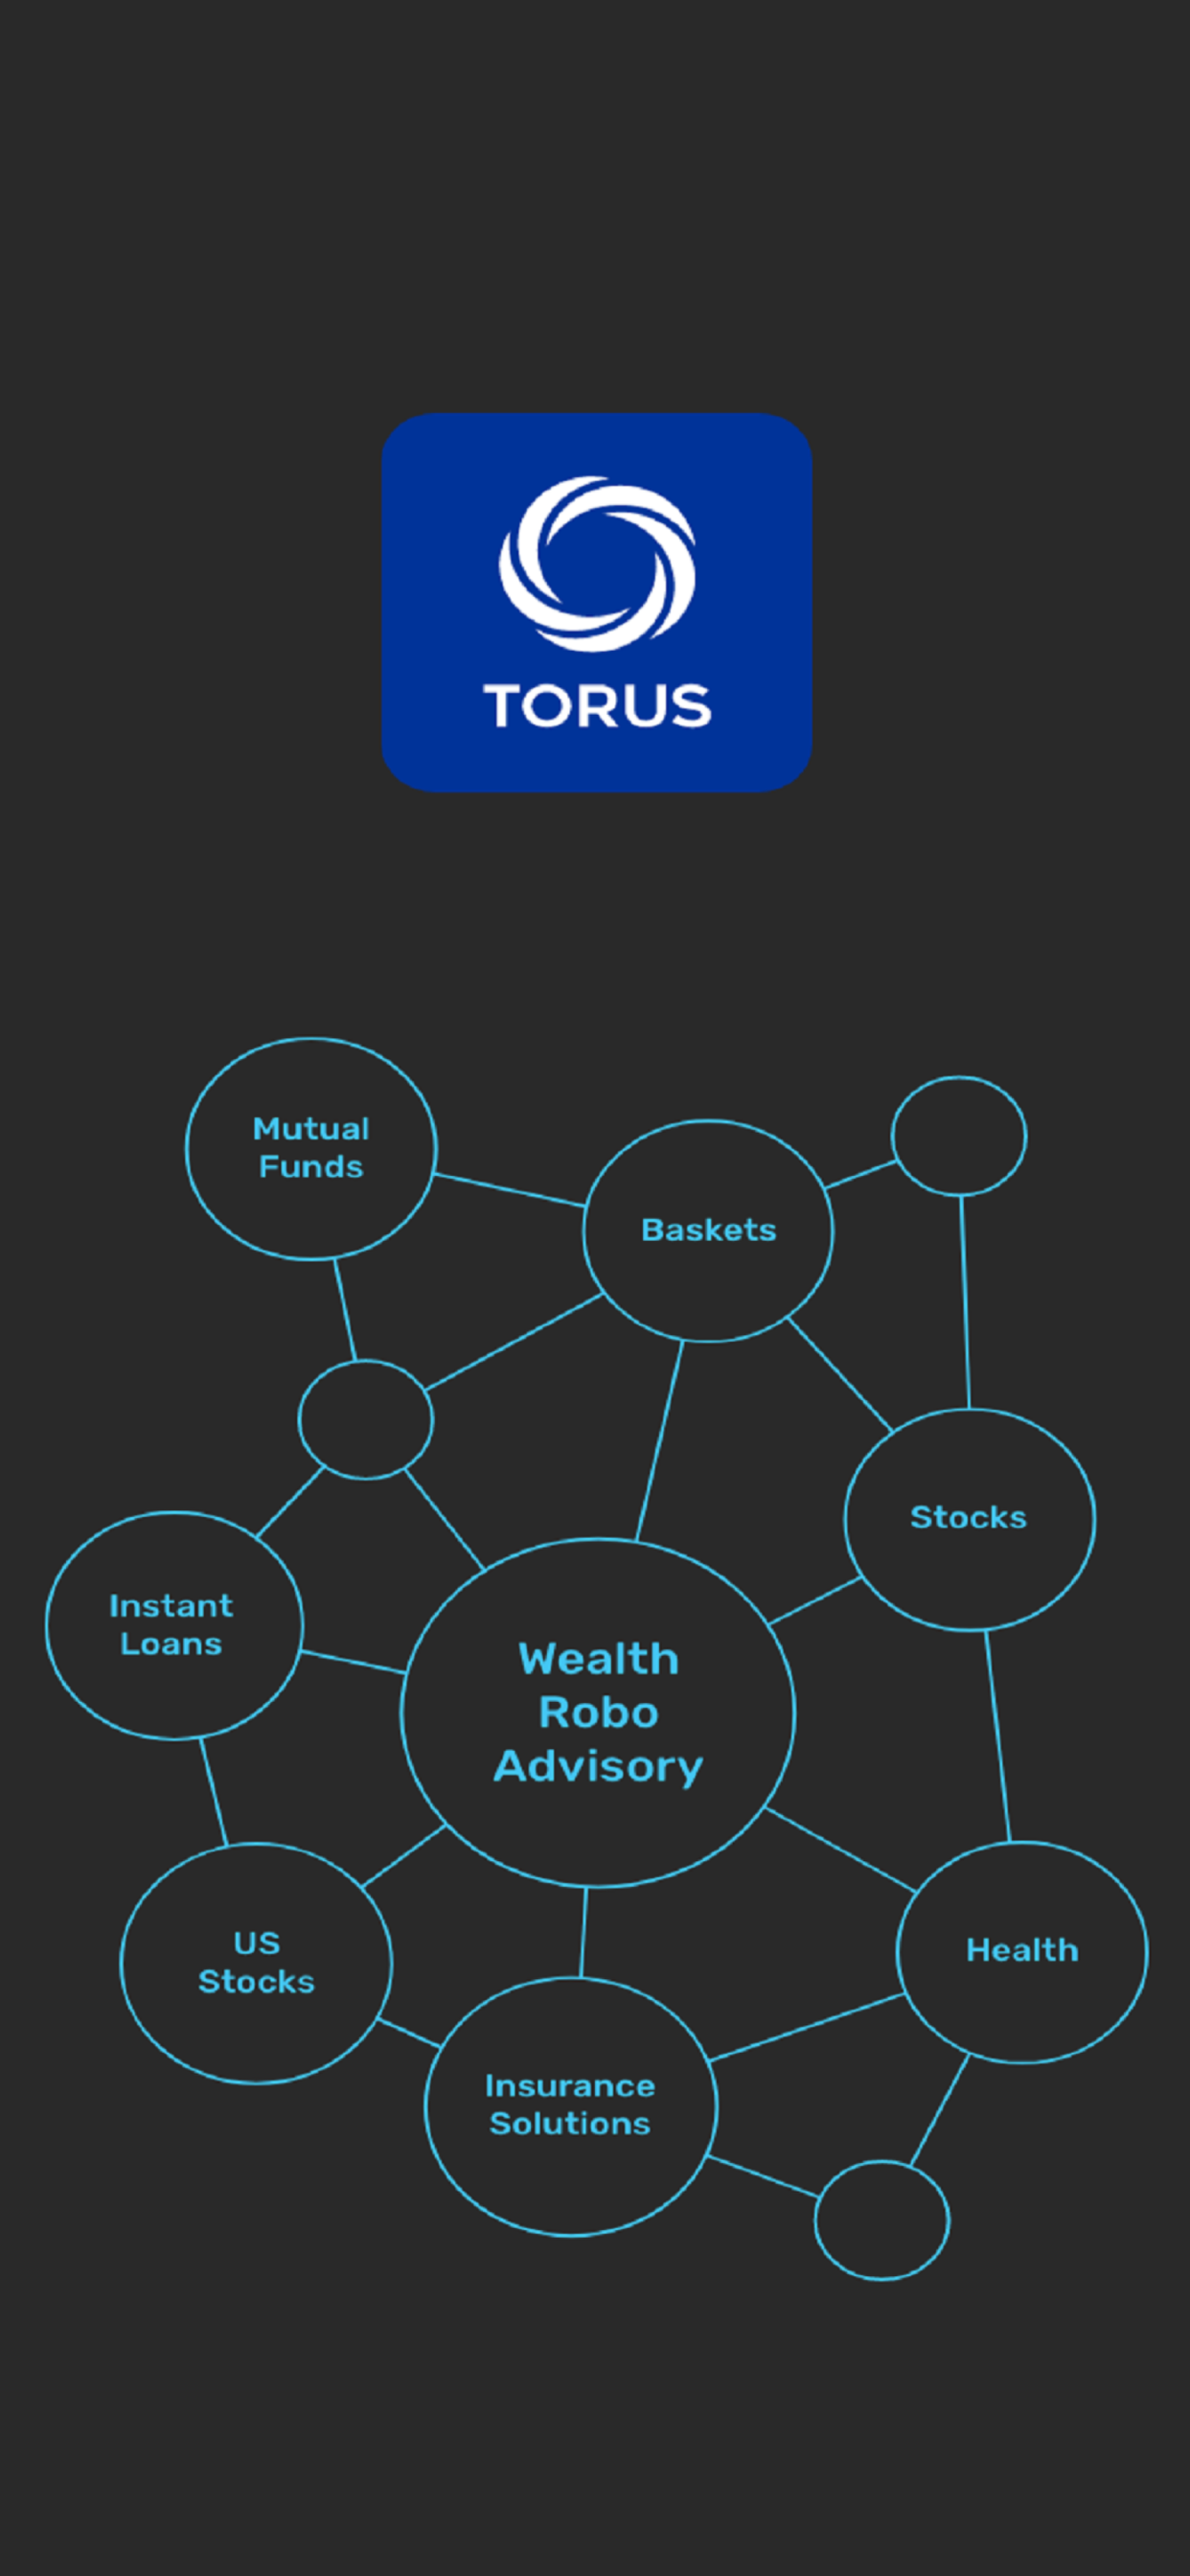 TORUS
Mutual
Funds
Baskets
Stocks
Instant
Loans
Wealth
Robo
Advisory
US
Stocks
Health
Insurance
Solutions